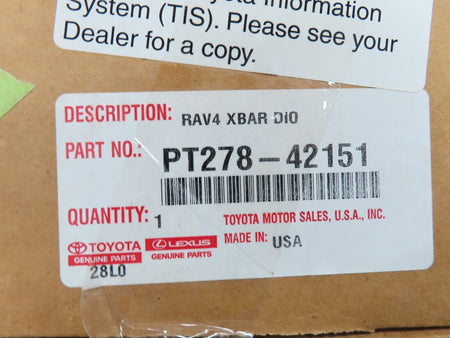 Information
System (TIS). Please see your
Dealer for a copy.
DESCRIPTION: RAV4 XBAR DIO
PART NO.: PT278-42151
QUANTITY: 1 TOYOTA MOTOR SALES, U.S.A., INC.
TOYOTA LEXUS MADE IN: USA
GENUINE PARTS GENUINE PARTS
28L0